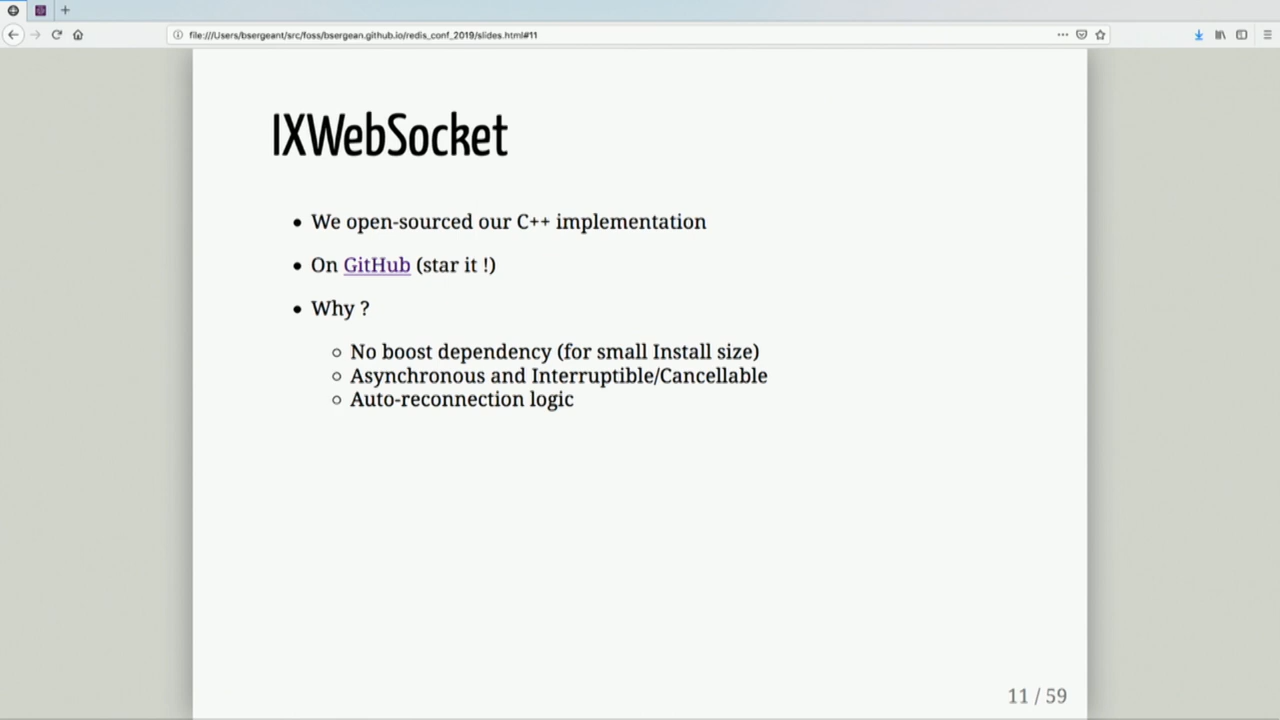 file:///Users/bsergeant/src/foss/bsergean.github.io/redis_conf_2019/slides.html#11
IXWebSocket
We open-sourced our C++ implementation
On GitHub (star it !)
Why ?
No boost dependency (for small Install size)
Asynchronous and Interruptible/Cancellable
Auto-reconnection logic
11 / 59